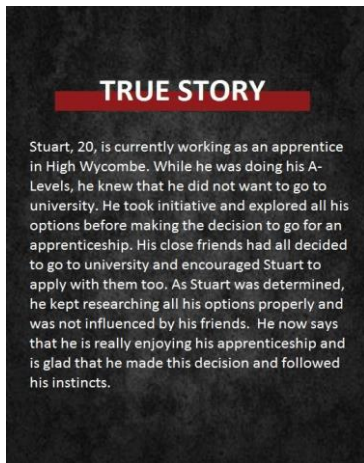 TRUE STORY
Stuart, 20, is currently working as an apprentice
in High Wycombe. While he was doing his A-
Levels, he knew that he did not want to go to
university. He took initiative and explored all his
options before making the decision to go for an
apprenticeship. His close friends had all decided
to go to university and encouraged Stuart to
apply with them too. As Stuart was determined,
he kept researching all his options properly and
was not influenced by his friends.  He now says
that he is really enjoying his apprenticeship and
is glad that he made this decision and followed
his instincts.